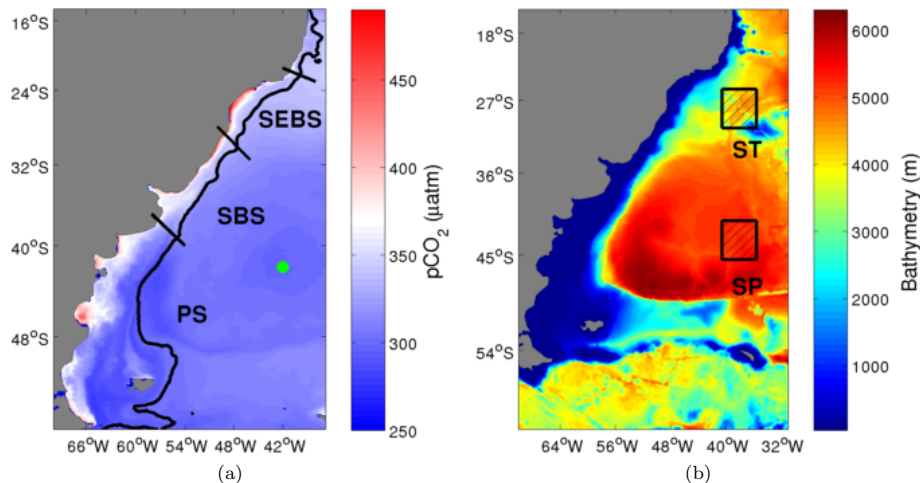 16°S
24°S
32°S
40°S
48°S
66°W 60°W 54°W 48°W 42°W
SEBS
SBS
PS
450
400
350
300
250
pCO2 (μatm)
(a)
18°S
27°S
36°S
45°S
54°S
64°W 56°W 48°W 40°W 32°W
ST
SP
6000
5000
4000
3000
2000
1000
Bathymetry (m)
(b)